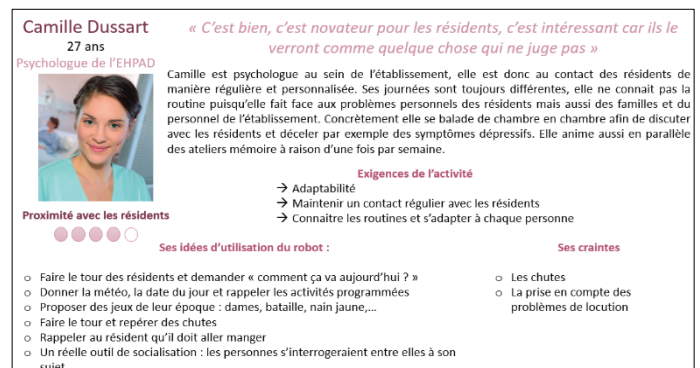 Camille Dussart
27 ans
Psychologue de l'EHPAD
« C'est bien, c'est novateur pour les résidents, c'est intéressant car ils le
verront comme quelque chose qui ne juge pas »
Camille est psychologue au sein de l'établissement, elle est donc au contact des résidents de
manière régulière et personnalisée. Ses journées sont toujours différentes, elle ne connait pas la
routine puisqu'elle fait face aux problèmes personnels des résidents mais aussi des familles et du
personnel de l'établissement. Concrètement elle se balade de chambre en chambre afin de discuter
avec les résidents et déceler par exemple des symptômes dépressifs. Elle anime aussi en parallèle
des ateliers mémoire à raison d'une fois par semaine.
Exigences de l'activité
→ Adaptabilité
→ Maintenir un contact régulier avec les résidents
→ Connaitre les routines et s'adapter à chaque personne
Proximité avec les résidents
Ses idées d'utilisation du robot :
o Faire le tour des résidents et demander « comment ça va aujourd'hui ? »
o Donner la météo, la date du jour et rappeler les activités programmées
o Proposer des jeux de leur époque : dames, bataille, nain jaune,...
o Faire le tour et repérer des chutes
o Rappeler au résident qu'il doit aller manger
o Un réelle outil de socialisation : les personnes s'interrogeraient entre elles à son
sujet
Ses craintes
o Les chutes
o La prise en compte des
problèmes de locution